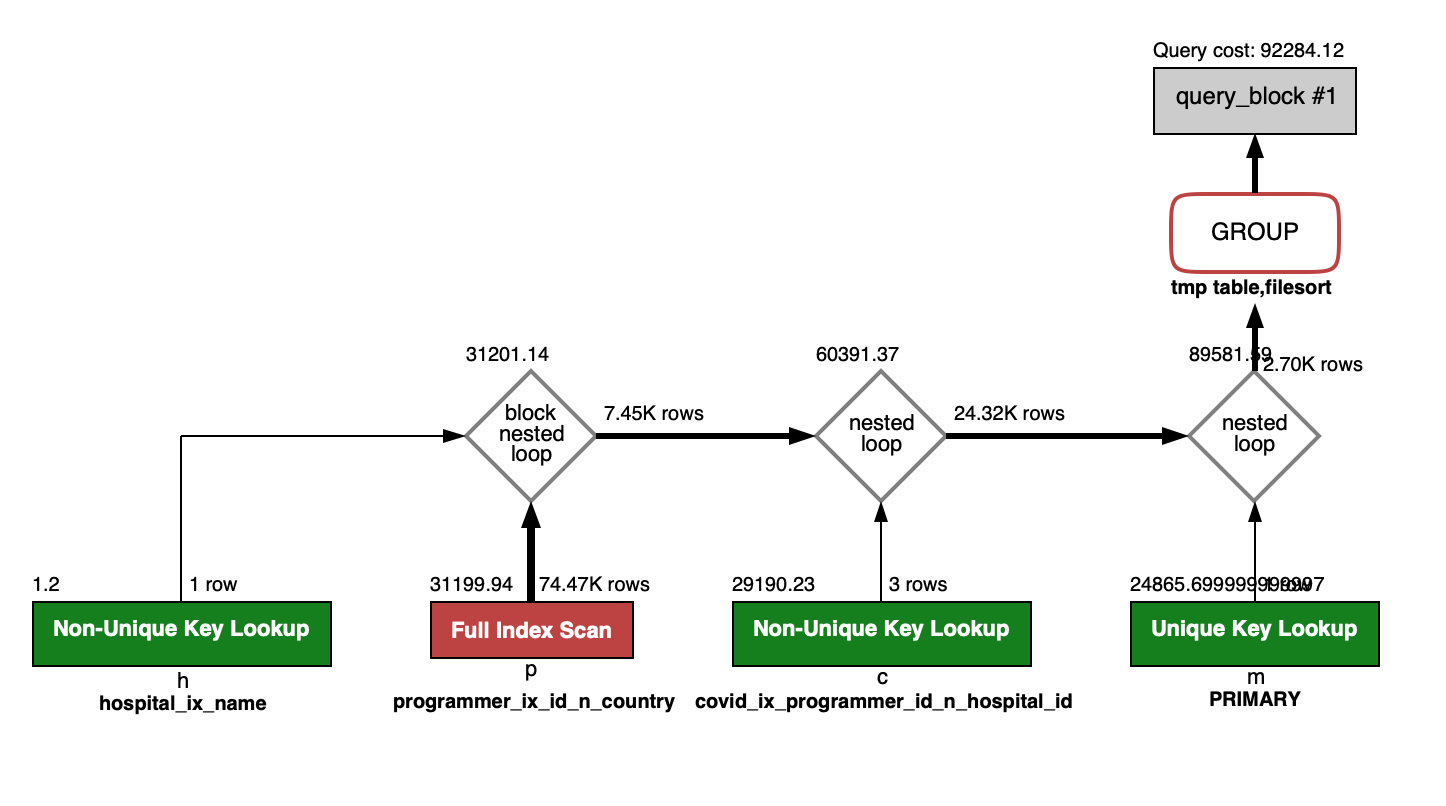 Query cost: 92284.12
query_block #1
GROUP
tmp table,filesort
31201.14
60391.37
89581.59
2.70K rows
block
nested
loop
7.45K rows
nested
loop
24.32K rows
nested
loop
1.2
1 row
31199.94
74.47K rows
29190.23
3 rows
24865.699999999997
1 row
Non-Unique Key Lookup
Full Index Scan
Non-Unique Key Lookup
Unique Key Lookup
h
p
c
m
hospital_ix_name
programmer_ix_id_n_country
covid_ix_programmer_id_n_hospital_id
PRIMARY